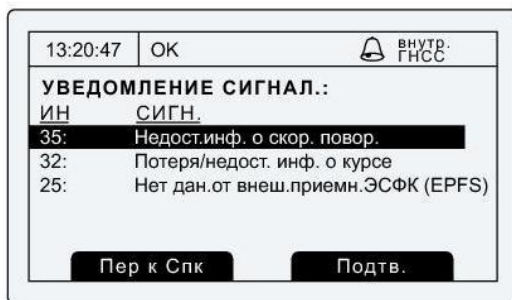 13:20:47 OK внутр. ГНСС
УВЕДОМЛЕНИЕ СИГНАЛ.:
ИН СИГН.
35: Недост.инф. о скор. повор.
32: Потеря/недост. инф. о курсе
25: Нет дан.от внеш.приемн.ЭСФК (EPFS)
Пер к Спк Подтв.